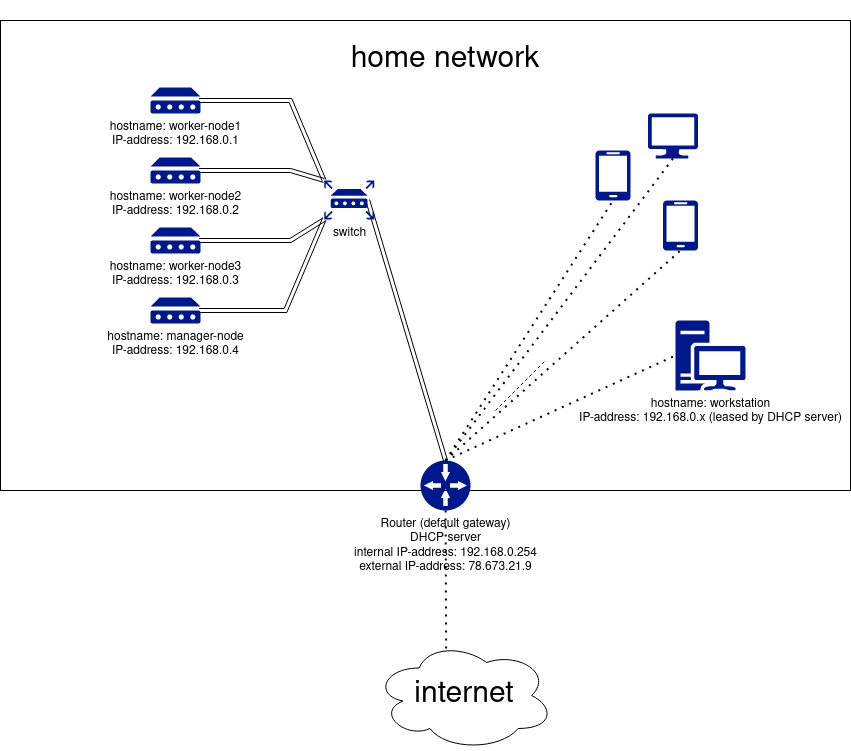 home network
hostname: worker-node1
IP-address: 192.168.0.1
hostname: worker-node2
IP-address: 192.168.0.2
switch
hostname: worker-node3
IP-address: 192.168.0.3
hostname: manager-node
IP-address: 192.168.0.4
hostname: workstation
IP-address: 192.168.0.x (leased by DHCP server)
Router (default gateway)
DHCP server
internal IP-address: 192.168.0.254
external IP-address: 78.673.21.9
internet